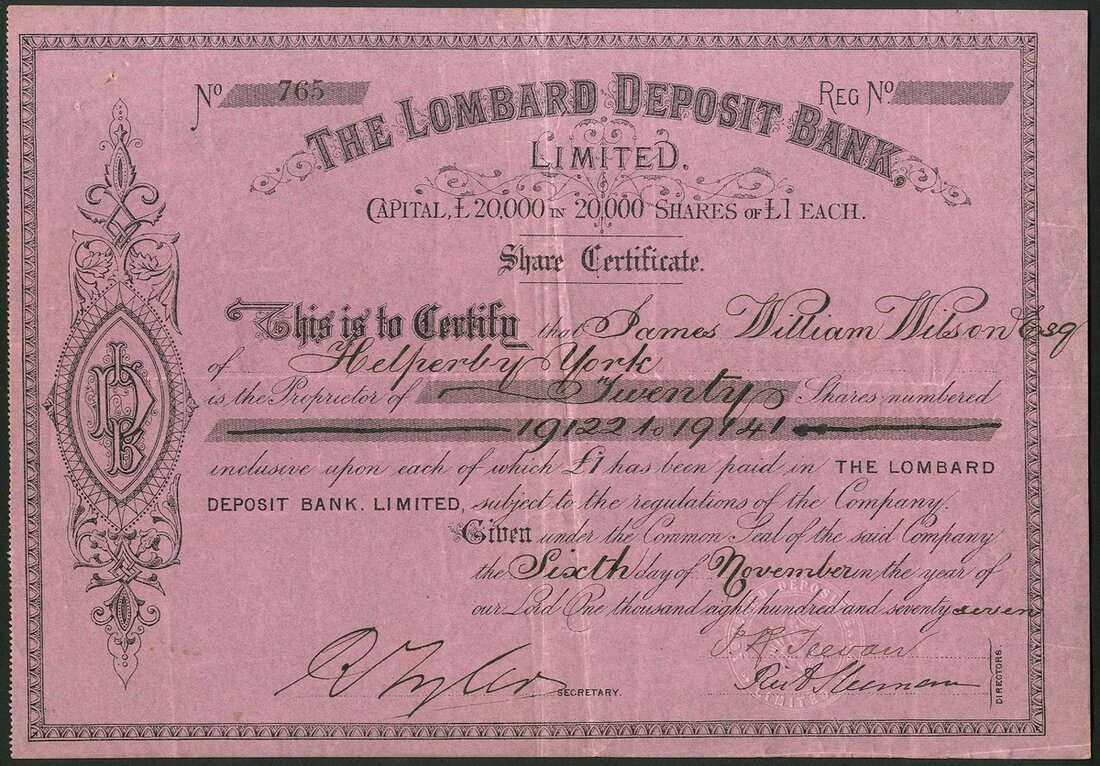 No 765
Reg No
The Lombard Deposit Bank,
Limited.
Capital, £20,000 in 20,000 Shares of £1 each.
Share Certificate.
This is to Certify that James William Wilson Esq
of Helperby York
is the Proprietor of Twenty Shares numbered
19122 to 19141
inclusive upon each of which £1 has been paid in THE LOMBARD
DEPOSIT BANK. LIMITED, subject to the regulations of the Company.
Given under the Common Seal of the said Company
the Sixth day of November in the year of
our Lord One thousand eight hundred and seventy seven
SECRETARY.
DIRECTORS
LDB